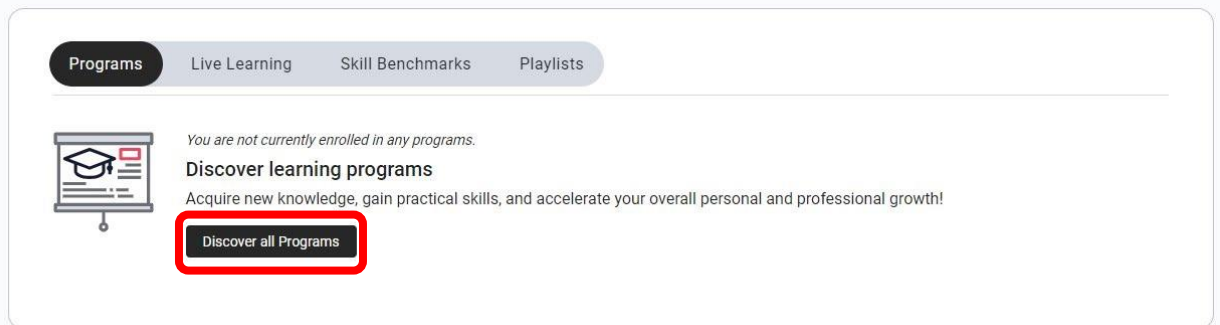 Programs Live Learning Skill Benchmarks Playlists
You are not currently enrolled in any programs.
Discover learning programs
Acquire new knowledge, gain practical skills, and accelerate your overall personal and professional growth!
Discover all Programs